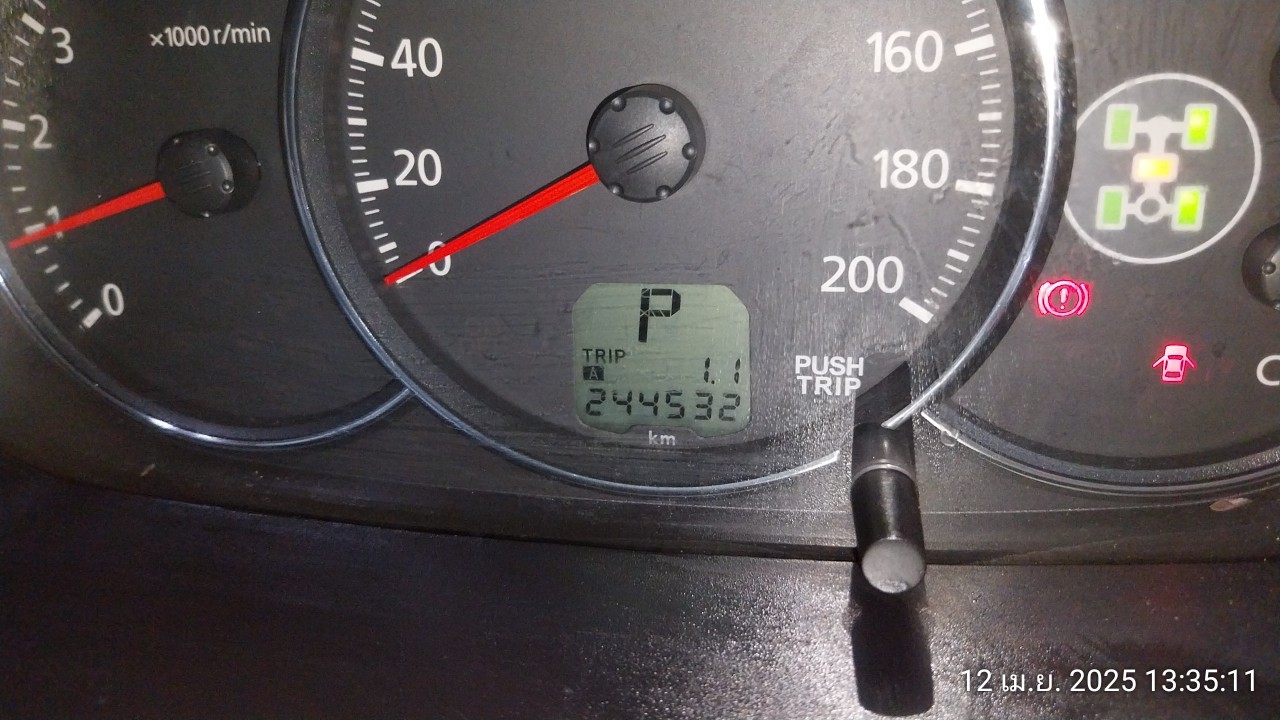 3
×1000 r/min
2
1
0
40
20
0
160
180
200
P
TRIP
A 1.1
244532
km
PUSH
TRIP
C
12 เม.ย. 2025 13:35:11